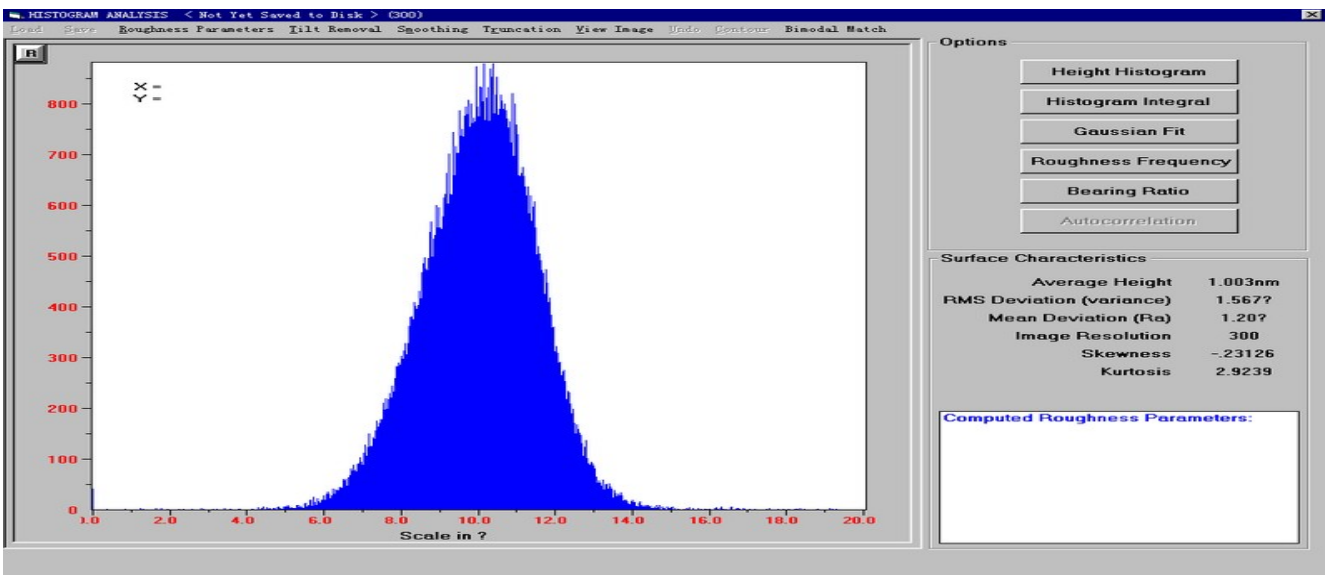 HISTOGRAM ANALYSIS < Not Yet Saved to Disk > (300)
Load Save Roughness Parameters Tilt Removal Smoothing Truncation View Image Undo Contour Bimodal Match
R
X =
Y =
800
700
600
500
400
300
200
100
0
1.0 2.0 4.0 6.0 8.0 10.0 12.0 14.0 16.0 18.0 20.0
Scale in ?
Options
Height Histogram
Histogram Integral
Gaussian Fit
Roughness Frequency
Bearing Ratio
Autocorrelation
Surface Characteristics
Average Height 1.003nm
RMS Deviation (variance) 1.567?
Mean Deviation (Ra) 1.20?
Image Resolution 300
Skewness -.23126
Kurtosis 2.9239
Computed Roughness Parameters: